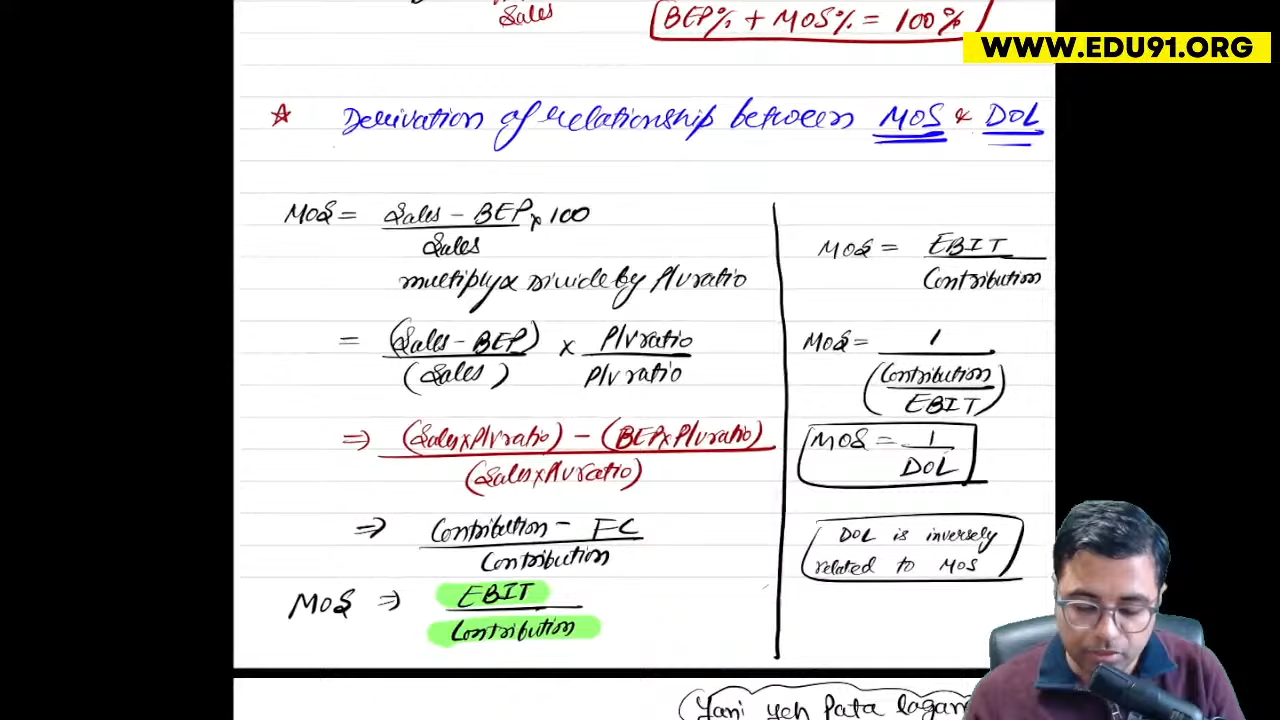 Sales
BEP% + MOS% = 100%
WWW.EDU91.ORG
Derivation of relationship between MOS & DOL
MOS = Sales - BEP x 100
Sales
multiply & Divide by P/V ratio
= (Sales - BEP) x P/V ratio
(Sales) P/V ratio
⇒ (Sales x P/V ratio) - (BEP x P/V ratio)
(Sales x P/V ratio)
⇒ Contribution - FC
Contribution
MOS ⇒ EBIT
Contribution
MOS = EBIT
Contribution
MOS = 1
(Contribution
EBIT)
MOS = 1
DOL
DOL is inversely
related to MOS
(Yani yeh Pata